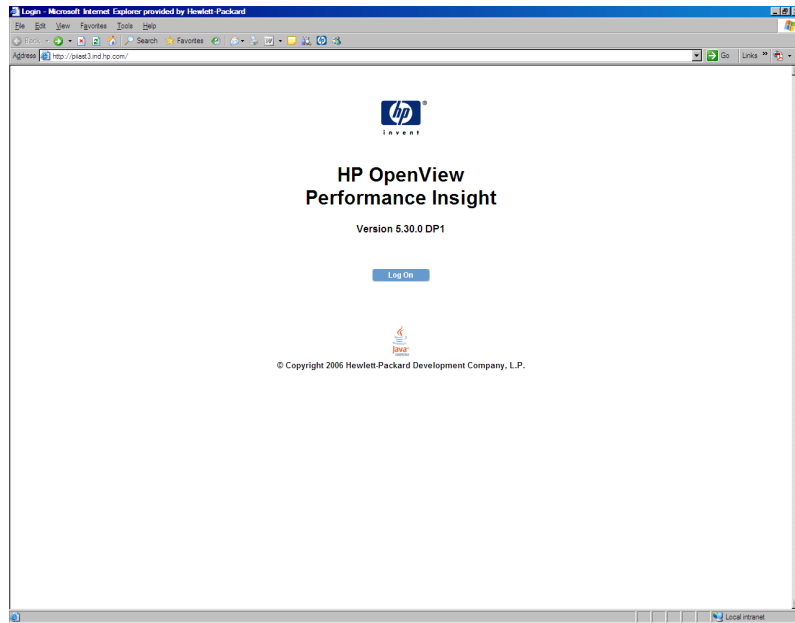 Login - Microsoft Internet Explorer provided by Hewlett-Packard
File Edit View Favorites Tools Help
Back Search Favorites
Address http://piast3.ind.hp.com/ Go Links »
hp ®
invent
HP OpenView
Performance Insight
Version 5.30.0 DP1
Log On
Java
© Copyright 2006 Hewlett-Packard Development Company, L.P.
Local intranet